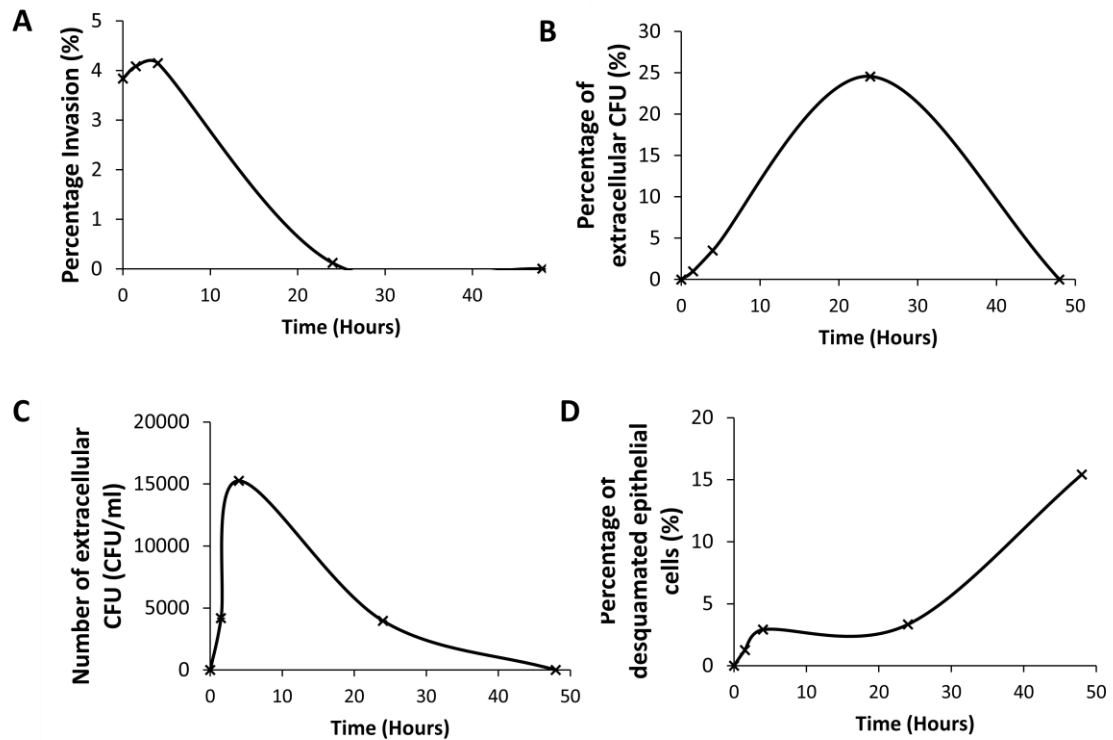 A
Percentage Invasion (%)
5
4
3
2
1
0
0 10 20 30 40
Time (Hours)
B
Percentage of
extracellular CFU (%)
30
25
20
15
10
5
0
0 10 20 30 40 50
Time (Hours)
C
Number of extracellular
CFU (CFU/ml)
20000
15000
10000
5000
0
0 10 20 30 40 50
Time (Hours)
D
Percentage of
desquamated epithelial
cells (%)
20
15
10
5
0
0 10 20 30 40 50
Time (Hours)